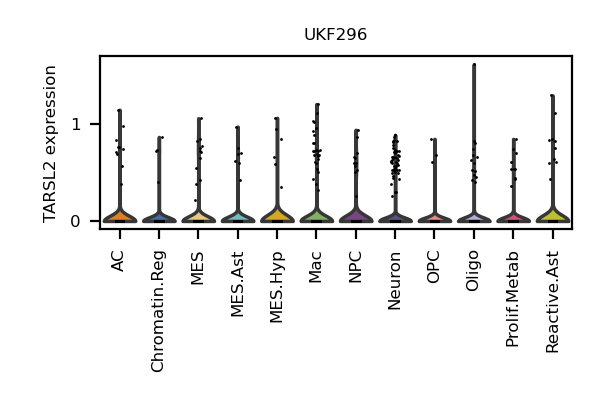 UKF296
TARSL2 expression
1
0
AC
Chromatin.Reg
MES
MES.Ast
MES.Hyp
Mac
NPC
Neuron
OPC
Oligo
Prolif.Metab
Reactive.Ast